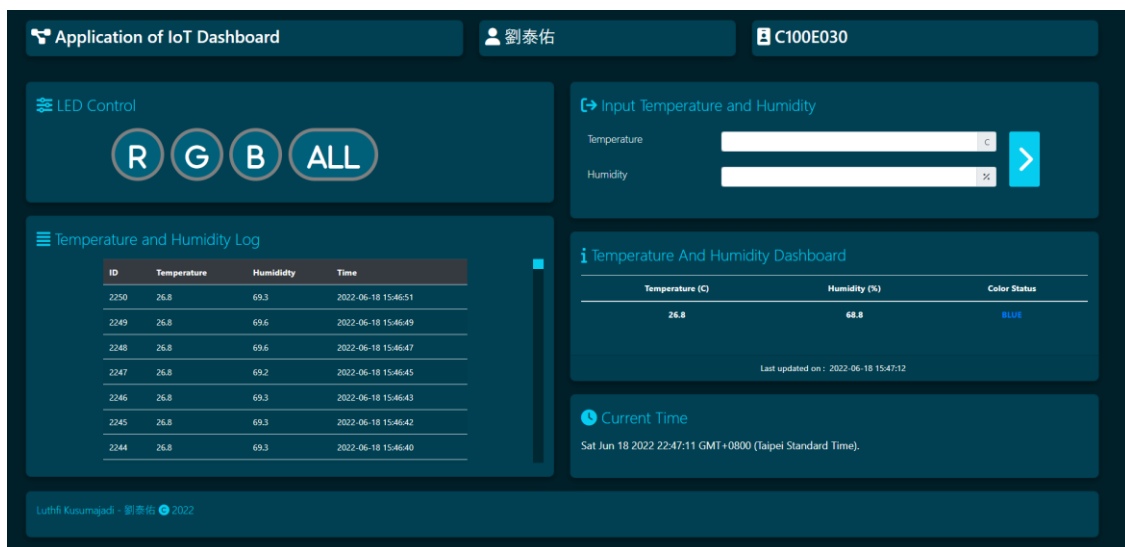 Application of IoT Dashboard
劉泰佑
C100E030
LED Control
R G B ALL
Input Temperature and Humidity
Temperature C
Humidity %
Temperature and Humidity Log
ID Temperature Humididty Time
2250 26.8 69.3 2022-06-18 15:46:51
2249 26.8 69.6 2022-06-18 15:46:49
2248 26.8 69.6 2022-06-18 15:46:47
2247 26.8 69.2 2022-06-18 15:46:45
2246 26.8 69.3 2022-06-18 15:46:43
2245 26.8 69.3 2022-06-18 15:46:42
2244 26.8 69.3 2022-06-18 15:46:40
Temperature And Humidity Dashboard
Temperature (C) Humidity (%) Color Status
26.8 68.8 BLUE
Last updated on : 2022-06-18 15:47:12
Current Time
Sat Jun 18 2022 22:47:11 GMT+0800 (Taipei Standard Time).
Luthfi Kusumajadi - 劉泰佑 © 2022